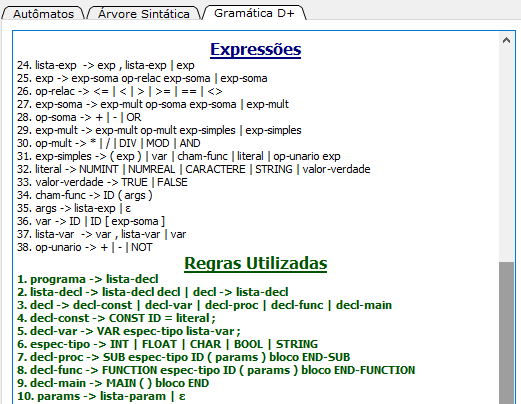 Autômatos Árvore Sintática Gramática D+
Expressões
24. lista-exp -> exp , lista-exp | exp
25. exp -> exp-soma op-relac exp-soma | exp-soma
26. op-relac -> <= | < | > | >= | == | <>
27. exp-soma -> exp-mult op-soma exp-soma | exp-mult
28. op-soma -> + | - | OR
29. exp-mult -> exp-mult op-mult exp-simples | exp-simples
30. op-mult -> * | / | DIV | MOD | AND
31. exp-simples -> ( exp ) | var | cham-func | literal | op-unario exp
32. literal -> NUMINT | NUMREAL | CARACTERE | STRING | valor-verdade
33. valor-verdade -> TRUE | FALSE
34. cham-func -> ID ( args )
35. args -> lista-exp | ε
36. var -> ID | ID [ exp-soma ]
37. lista-var -> var , lista-var | var
38. op-unario -> + | - | NOT
Regras Utilizadas
1. programa -> lista-decl
2. lista-decl -> lista-decl decl | decl -> lista-decl
3. decl -> decl-const | decl-var | decl-proc | decl-func | decl-main
4. decl-const -> CONST ID = literal ;
5. decl-var -> VAR espec-tipo lista-var ;
6. espec-tipo -> INT | FLOAT | CHAR | BOOL | STRING
7. decl-proc -> SUB espec-tipo ID ( params ) bloco END-SUB
8. decl-func -> FUNCTION espec-tipo ID ( params ) bloco END-FUNCTION
9. decl-main -> MAIN ( ) bloco END
10. params -> lista-param | ε